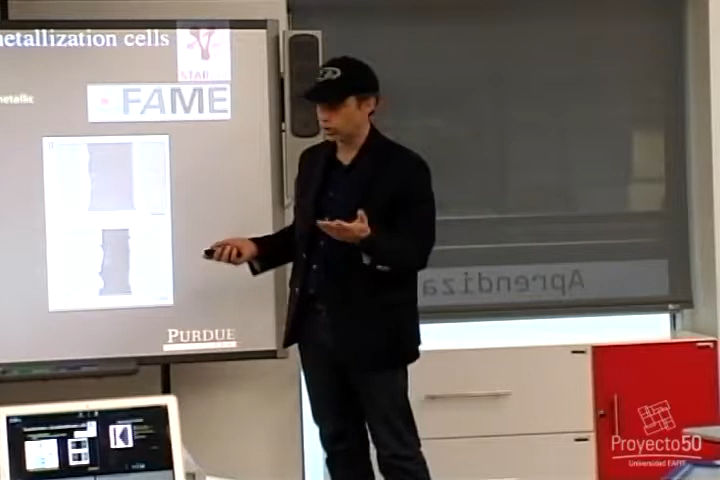 metallization cells
STAR
metallic
FAME
PURDUE
Aprendiza
Proyecto50
Universidad EAFIT